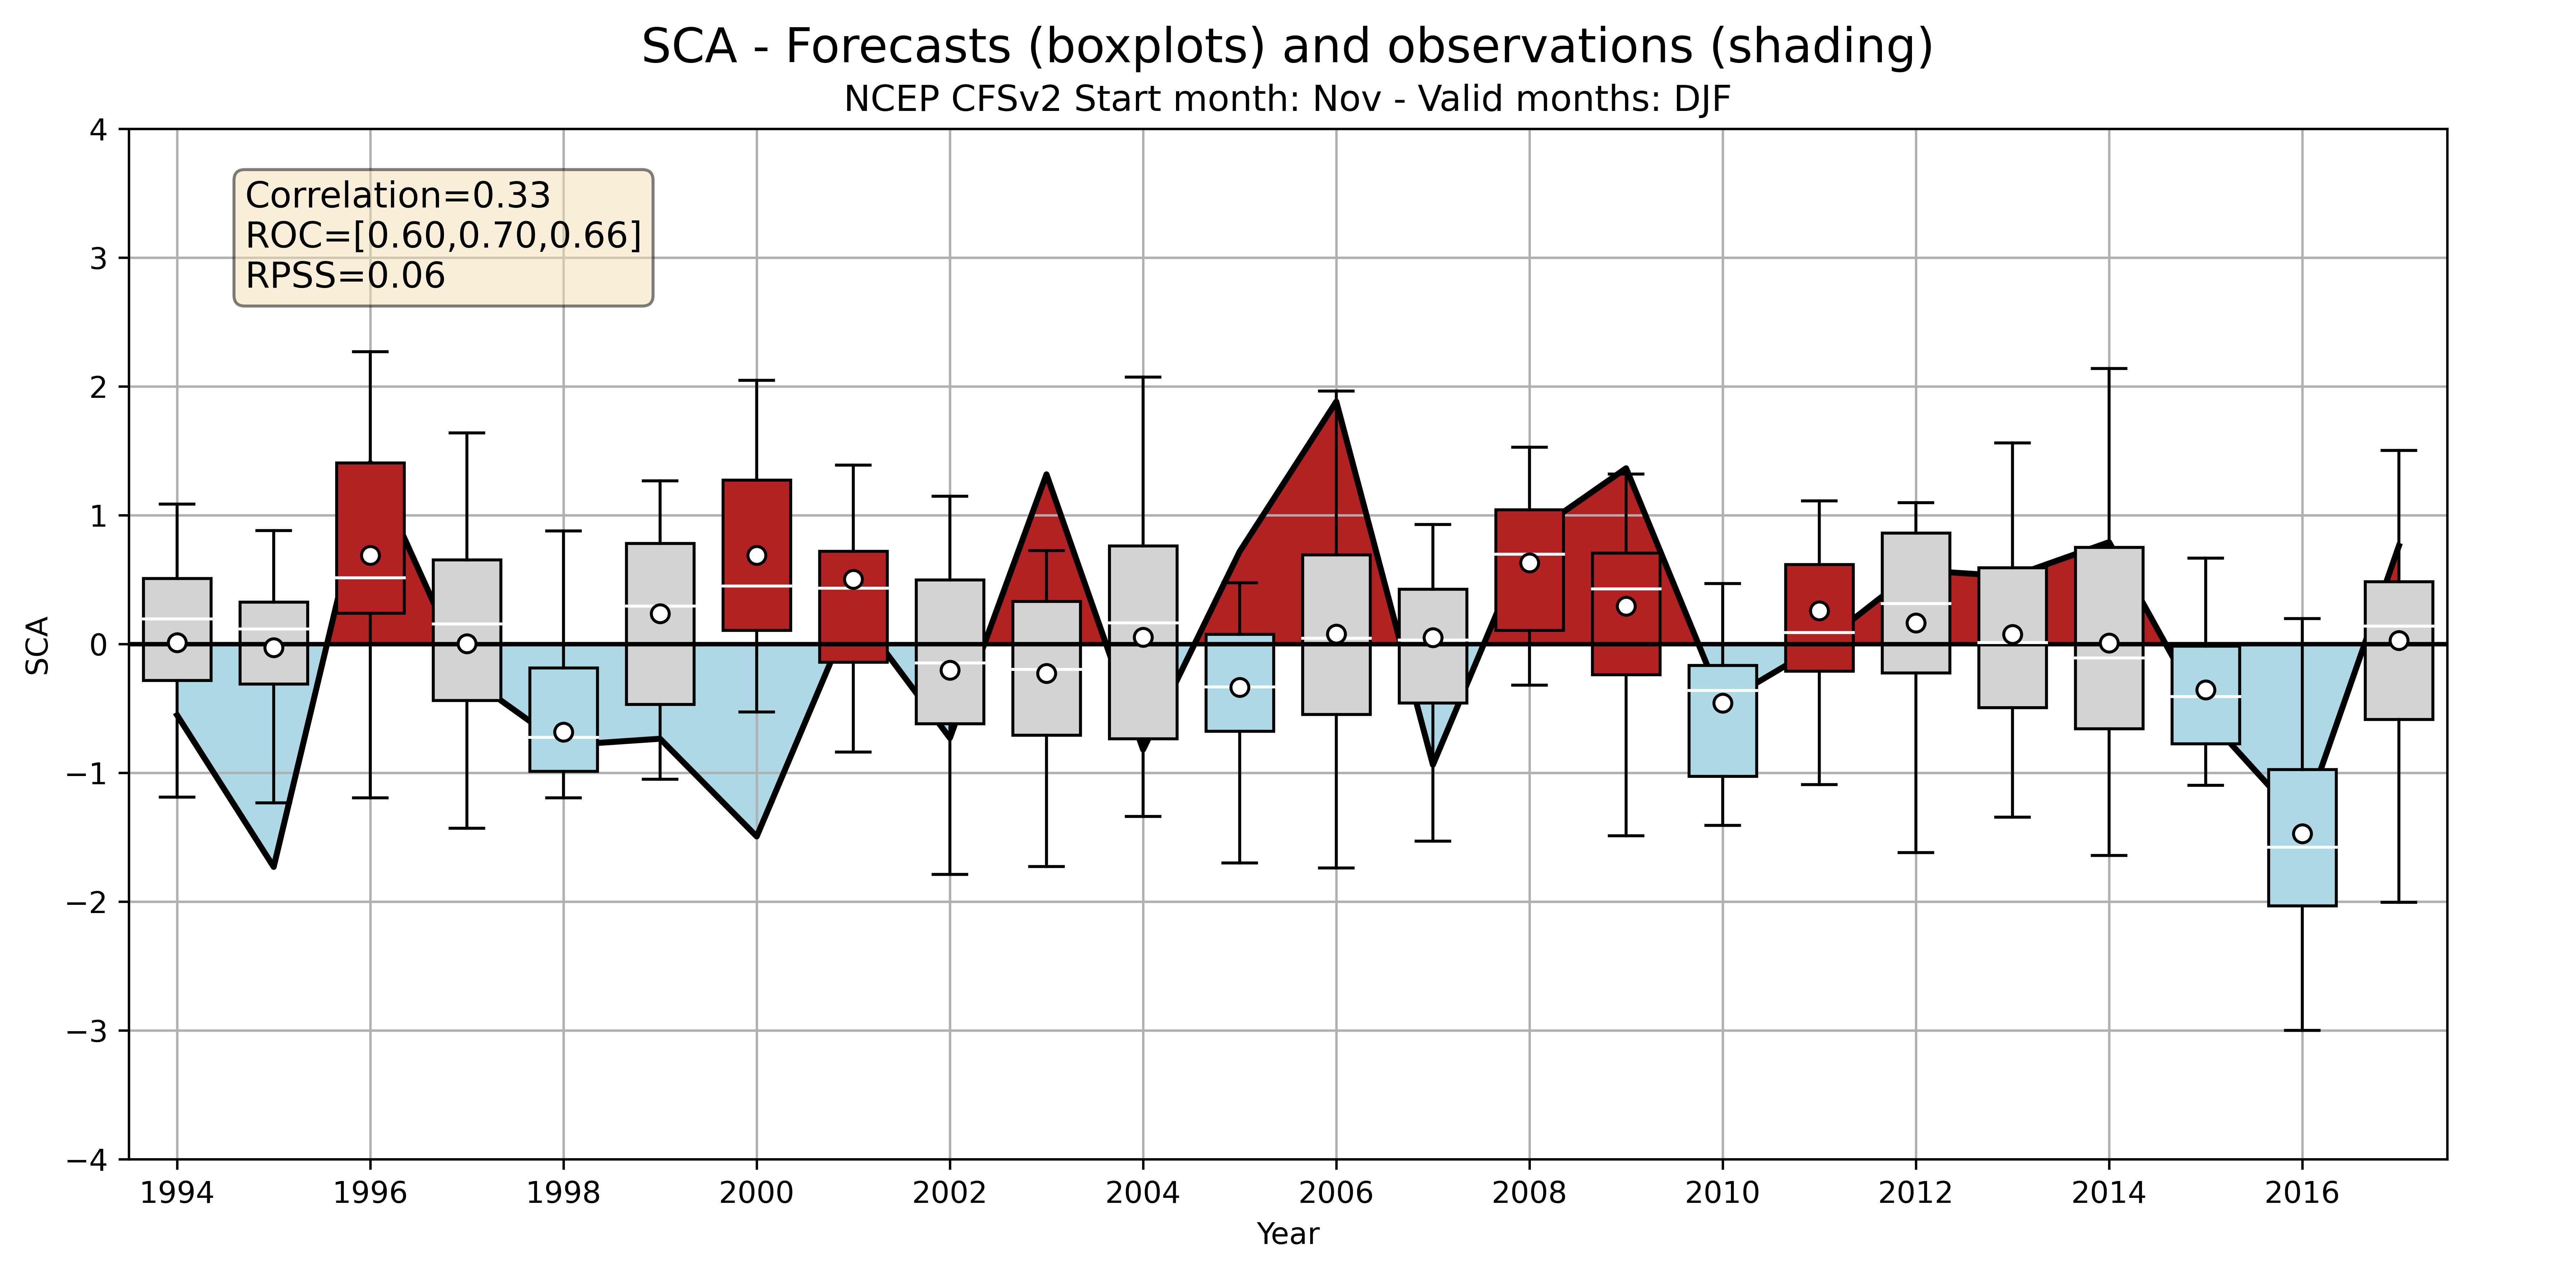 SCA - Forecasts (boxplots) and observations (shading)
NCEP CFSv2 Start month: Nov - Valid months: DJF
Correlation=0.33
ROC=[0.60,0.70,0.66]
RPSS=0.06
SCA
4
3
2
1
0
−1
−2
−3
−4
1994 1996 1998 2000 2002 2004 2006 2008 2010 2012 2014 2016
Year